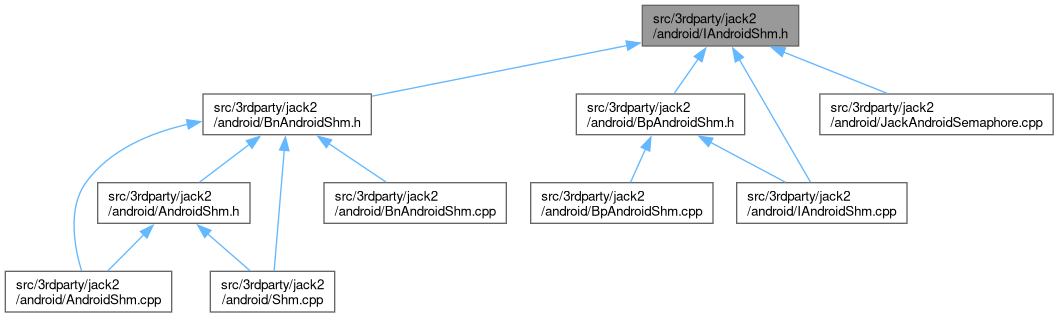 src/3rdparty/jack2
/android/IAndroidShm.h
src/3rdparty/jack2
/android/BnAndroidShm.h
src/3rdparty/jack2
/android/BpAndroidShm.h
src/3rdparty/jack2
/android/JackAndroidSemaphore.cpp
src/3rdparty/jack2
/android/AndroidShm.h
src/3rdparty/jack2
/android/BnAndroidShm.cpp
src/3rdparty/jack2
/android/BpAndroidShm.cpp
src/3rdparty/jack2
/android/IAndroidShm.cpp
src/3rdparty/jack2
/android/AndroidShm.cpp
src/3rdparty/jack2
/android/Shm.cpp